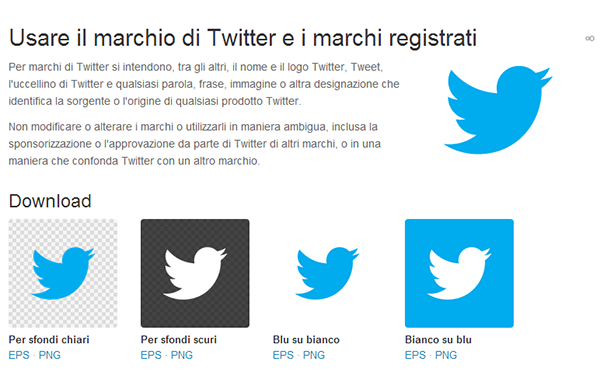 Usare il marchio di Twitter e i marchi registrati
Per marchi di Twitter si intendono, tra gli altri, il nome e il logo Twitter, Tweet,
l'uccellino di Twitter e qualsiasi parola, frase, immagine o altra designazione che
identifica la sorgente o l'origine di qualsiasi prodotto Twitter.
Non modificare o alterare i marchi o utilizzarli in maniera ambigua, inclusa la
sponsorizzazione o l'approvazione da parte di Twitter di altri marchi, o in una
maniera che confonda Twitter con un altro marchio.
Download
Per sfondi chiari
EPS · PNG
Per sfondi scuri
EPS · PNG
Blu su bianco
EPS · PNG
Bianco su blu
EPS · PNG